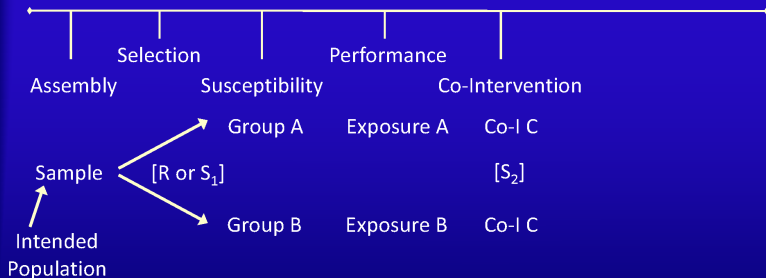 Selection Performance
Assembly Susceptibility Co-Intervention
Group A Exposure A Co-I C
Sample [R or S₁] [S₂]
Group B Exposure B Co-I C
Intended
Population